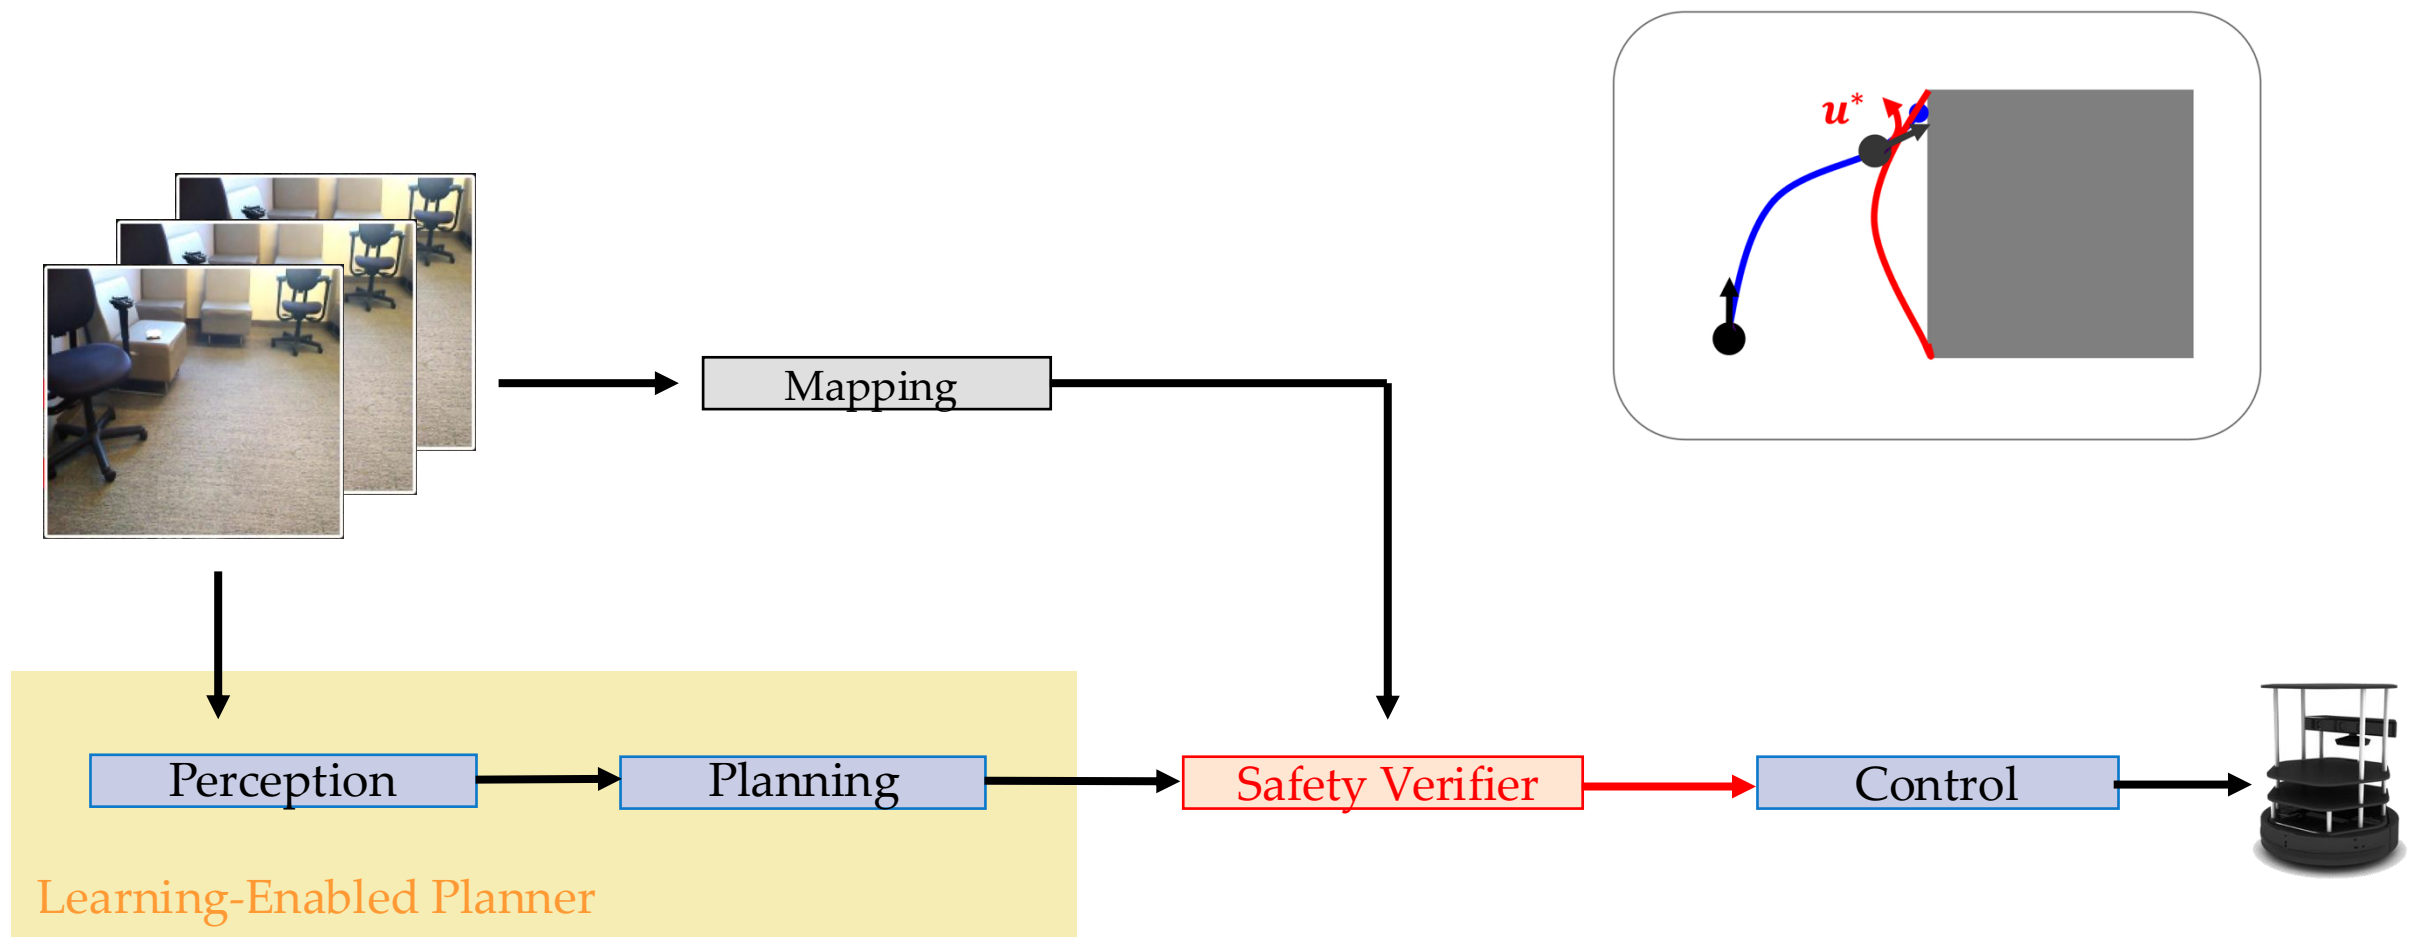 u*
Mapping
Perception
Planning
Safety Verifier
Control
Learning-Enabled Planner